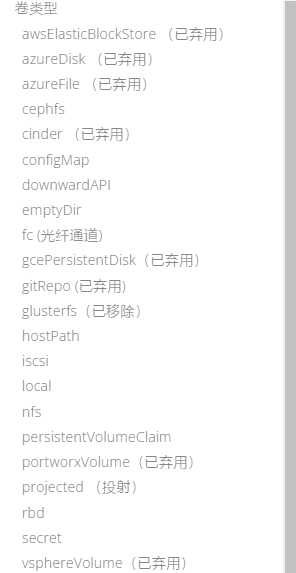 卷类型
awsElasticBlockStore （已弃用）
azureDisk （已弃用）
azureFile （已弃用）
cephfs
cinder （已弃用）
configMap
downwardAPI
emptyDir
fc (光纤通道)
gcePersistentDisk（已弃用）
gitRepo (已弃用)
glusterfs（已移除）
hostPath
iscsi
local
nfs
persistentVolumeClaim
portworxVolume（已弃用）
projected （投射）
rbd
secret
vsphereVolume（已弃用）